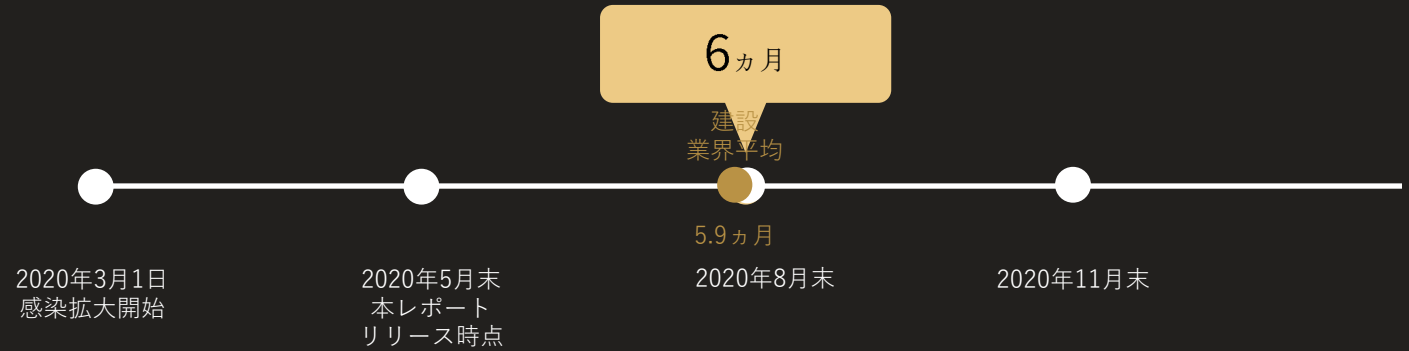 6ヵ月
建設
業界平均
5.9ヵ月
2020年3月1日
感染拡大開始
2020年5月末
本レポート
リリース時点
2020年8月末
2020年11月末